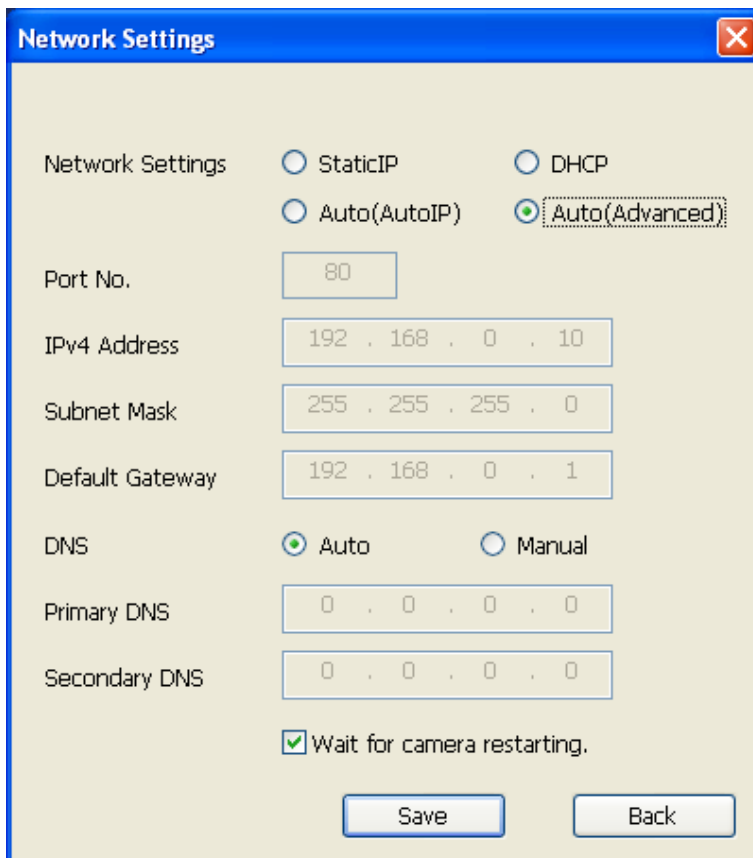 Network Settings
Network Settings StaticIP DHCP
Auto(AutoIP) Auto(Advanced)
Port No. 80
IPv4 Address 192 . 168 . 0 . 10
Subnet Mask 255 . 255 . 255 . 0
Default Gateway 192 . 168 . 0 . 1
DNS Auto Manual
Primary DNS 0 . 0 . 0 . 0
Secondary DNS 0 . 0 . 0 . 0
Wait for camera restarting.
Save Back